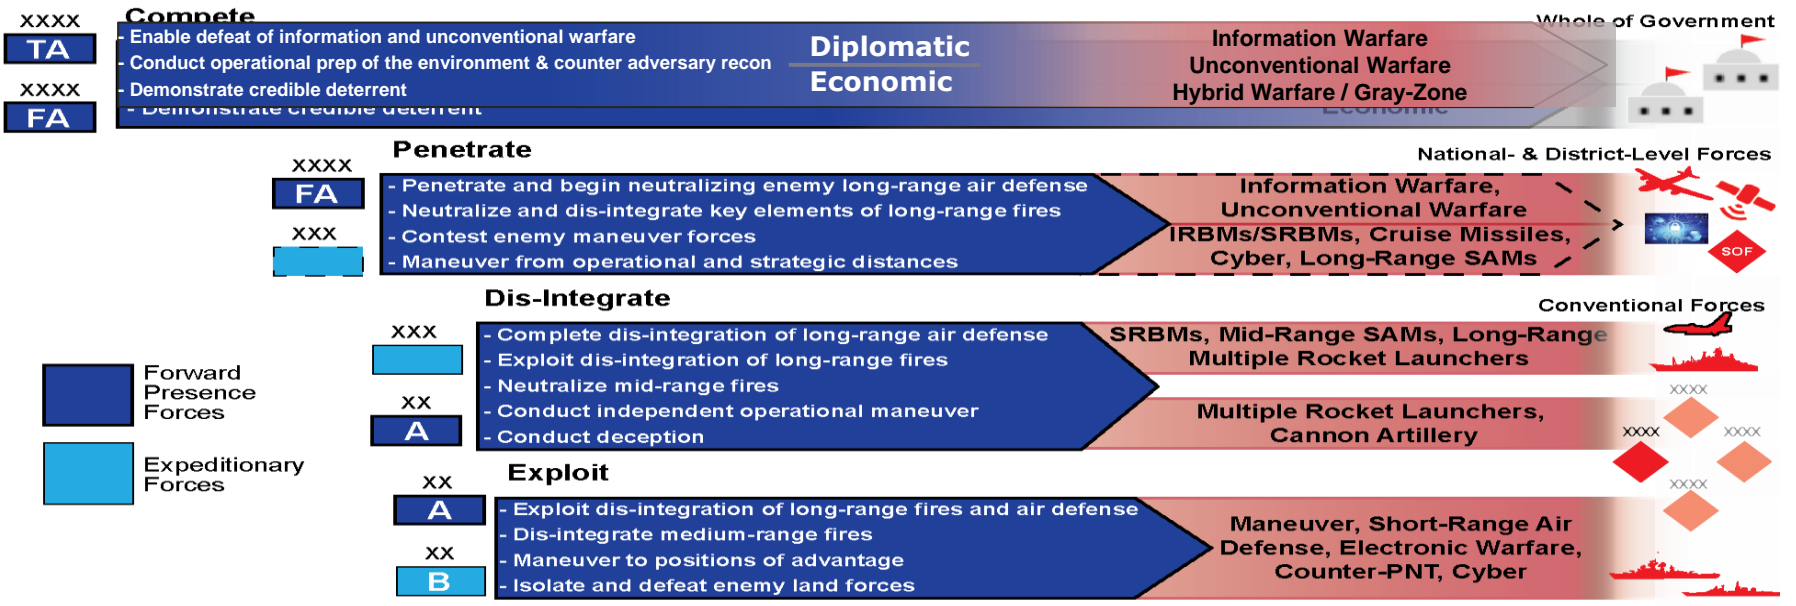 Compete
Whole of Government
XXXX
TA
XXXX
FA
- Enable defeat of information and unconventional warfare
- Conduct operational prep of the environment & counter adversary recon
- Demonstrate credible deterrent
- Demonstrate credible deterrent
Diplomatic
Economic
Information Warfare
Unconventional Warfare
Hybrid Warfare / Gray-Zone
Economic
Penetrate
National- & District-Level Forces
XXXX
FA
XXX
- Penetrate and begin neutralizing enemy long-range air defense
- Neutralize and dis-integrate key elements of long-range fires
- Contest enemy maneuver forces
- Maneuver from operational and strategic distances
Information Warfare,
Unconventional Warfare
IRBMs/SRBMs, Cruise Missiles,
Cyber, Long-Range SAMs
SOF
Dis-Integrate
Conventional Forces
XXX
XX
A
- Complete dis-integration of long-range air defense
- Exploit dis-integration of long-range fires
- Neutralize mid-range fires
- Conduct independent operational maneuver
- Conduct deception
SRBMs, Mid-Range SAMs, Long-Range
Multiple Rocket Launchers
Multiple Rocket Launchers,
Cannon Artillery
XXXX
XXXX
XXXX
XXXX
Forward
Presence
Forces
Expeditionary
Forces
Exploit
XX
A
XX
B
- Exploit dis-integration of long-range fires and air defense
- Dis-integrate medium-range fires
- Maneuver to positions of advantage
- Isolate and defeat enemy land forces
Maneuver, Short-Range Air
Defense, Electronic Warfare,
Counter-PNT, Cyber